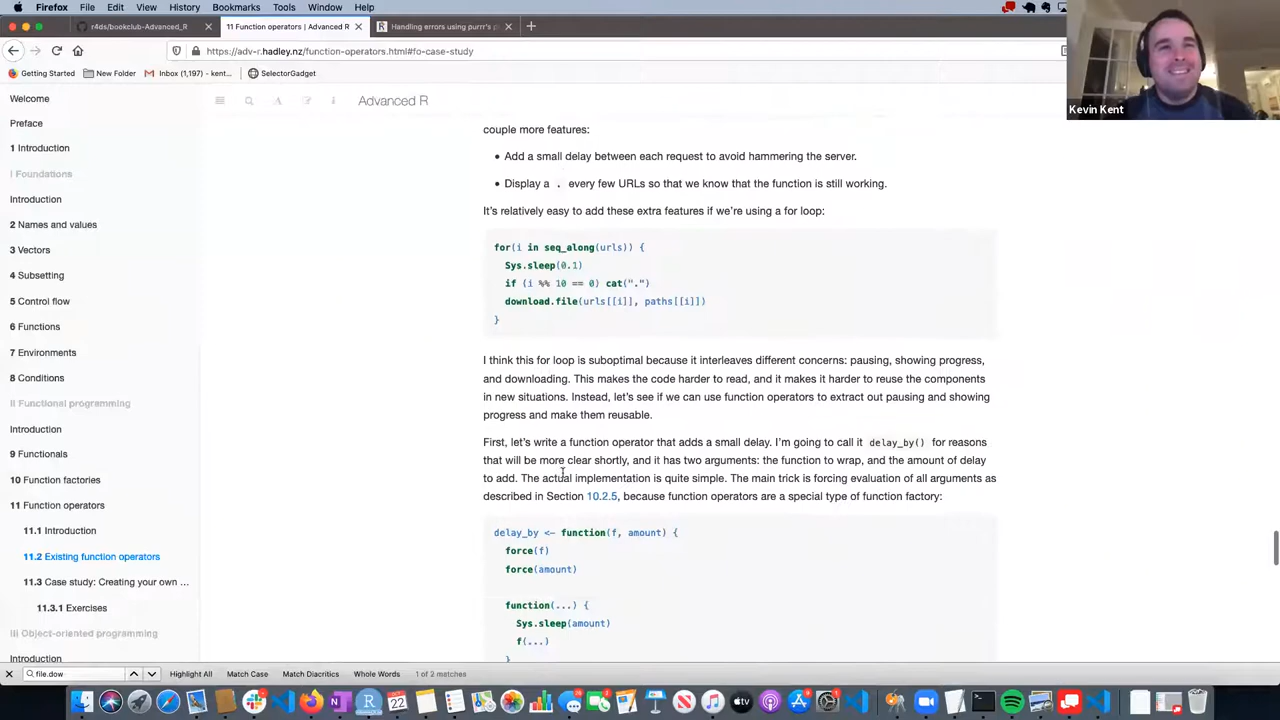 Firefox File Edit View History Bookmarks Tools Window Help
r4ds/bookclub-Advanced_R
11 Function operators | Advanced R
Handling errors using purrr's
https://adv-r.hadley.nz/function-operators.html#fo-case-study
Getting Started New Folder Inbox (1,197) - kent... SelectorGadget
Kevin Kent
Welcome
Preface
1 Introduction
I Foundations
Introduction
2 Names and values
3 Vectors
4 Subsetting
5 Control flow
6 Functions
7 Environments
8 Conditions
II Functional programming
Introduction
9 Functionals
10 Function factories
11 Function operators
11.1 Introduction
11.2 Existing function operators
11.3 Case study: Creating your own ...
11.3.1 Exercises
III Object-oriented programming
Introduction
Advanced R
couple more features:
• Add a small delay between each request to avoid hammering the server.
• Display a . every few URLs so that we know that the function is still working.
It's relatively easy to add these extra features if we're using a for loop:
for(i in seq_along(urls)) {
Sys.sleep(0.1)
if (i %% 10 == 0) cat(".")
download.file(urls[[i]], paths[[i]])
}
I think this for loop is suboptimal because it interleaves different concerns: pausing, showing progress,
and downloading. This makes the code harder to read, and it makes it harder to reuse the components
in new situations. Instead, let's see if we can use function operators to extract out pausing and showing
progress and make them reusable.
First, let's write a function operator that adds a small delay. I'm going to call it delay_by() for reasons
that will be more clear shortly, and it has two arguments: the function to wrap, and the amount of delay
to add. The actual implementation is quite simple. The main trick is forcing evaluation of all arguments as
described in Section 10.2.5, because function operators are a special type of function factory:
delay_by <- function(f, amount) {
force(f)
force(amount)
function(...) {
Sys.sleep(amount)
f(...)
}
file.dow Highlight All Match Case Match Diacritics Whole Words 1 of 2 matches